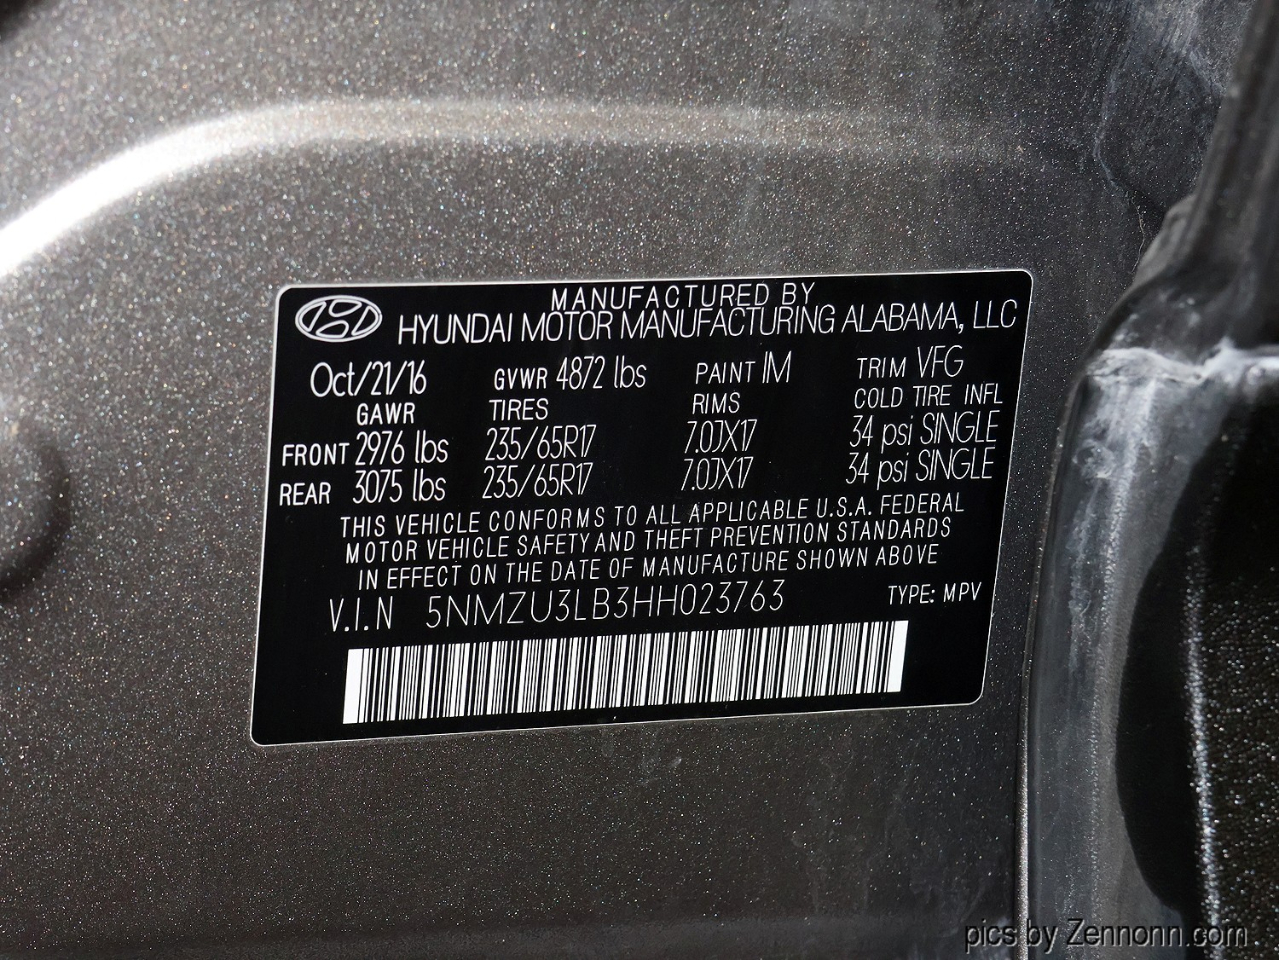 MANUFACTURED BY
HYUNDAI MOTOR MANUFACTURING ALABAMA, LLC
Oct/21/16 GVWR 4872 lbs PAINT IM TRIM VFG
GAWR TIRES RIMS COLD TIRE INFL
FRONT 2976 lbs 235/65R17 7.0JX17 34 psi SINGLE
REAR 3075 lbs 235/65R17 7.0JX17 34 psi SINGLE
THIS VEHICLE CONFORMS TO ALL APPLICABLE U.S.A. FEDERAL
MOTOR VEHICLE SAFETY AND THEFT PREVENTION STANDARDS
IN EFFECT ON THE DATE OF MANUFACTURE SHOWN ABOVE
V.I.N 5NMZU3LB3HH023763 TYPE: MPV
pics by Zennonn.com